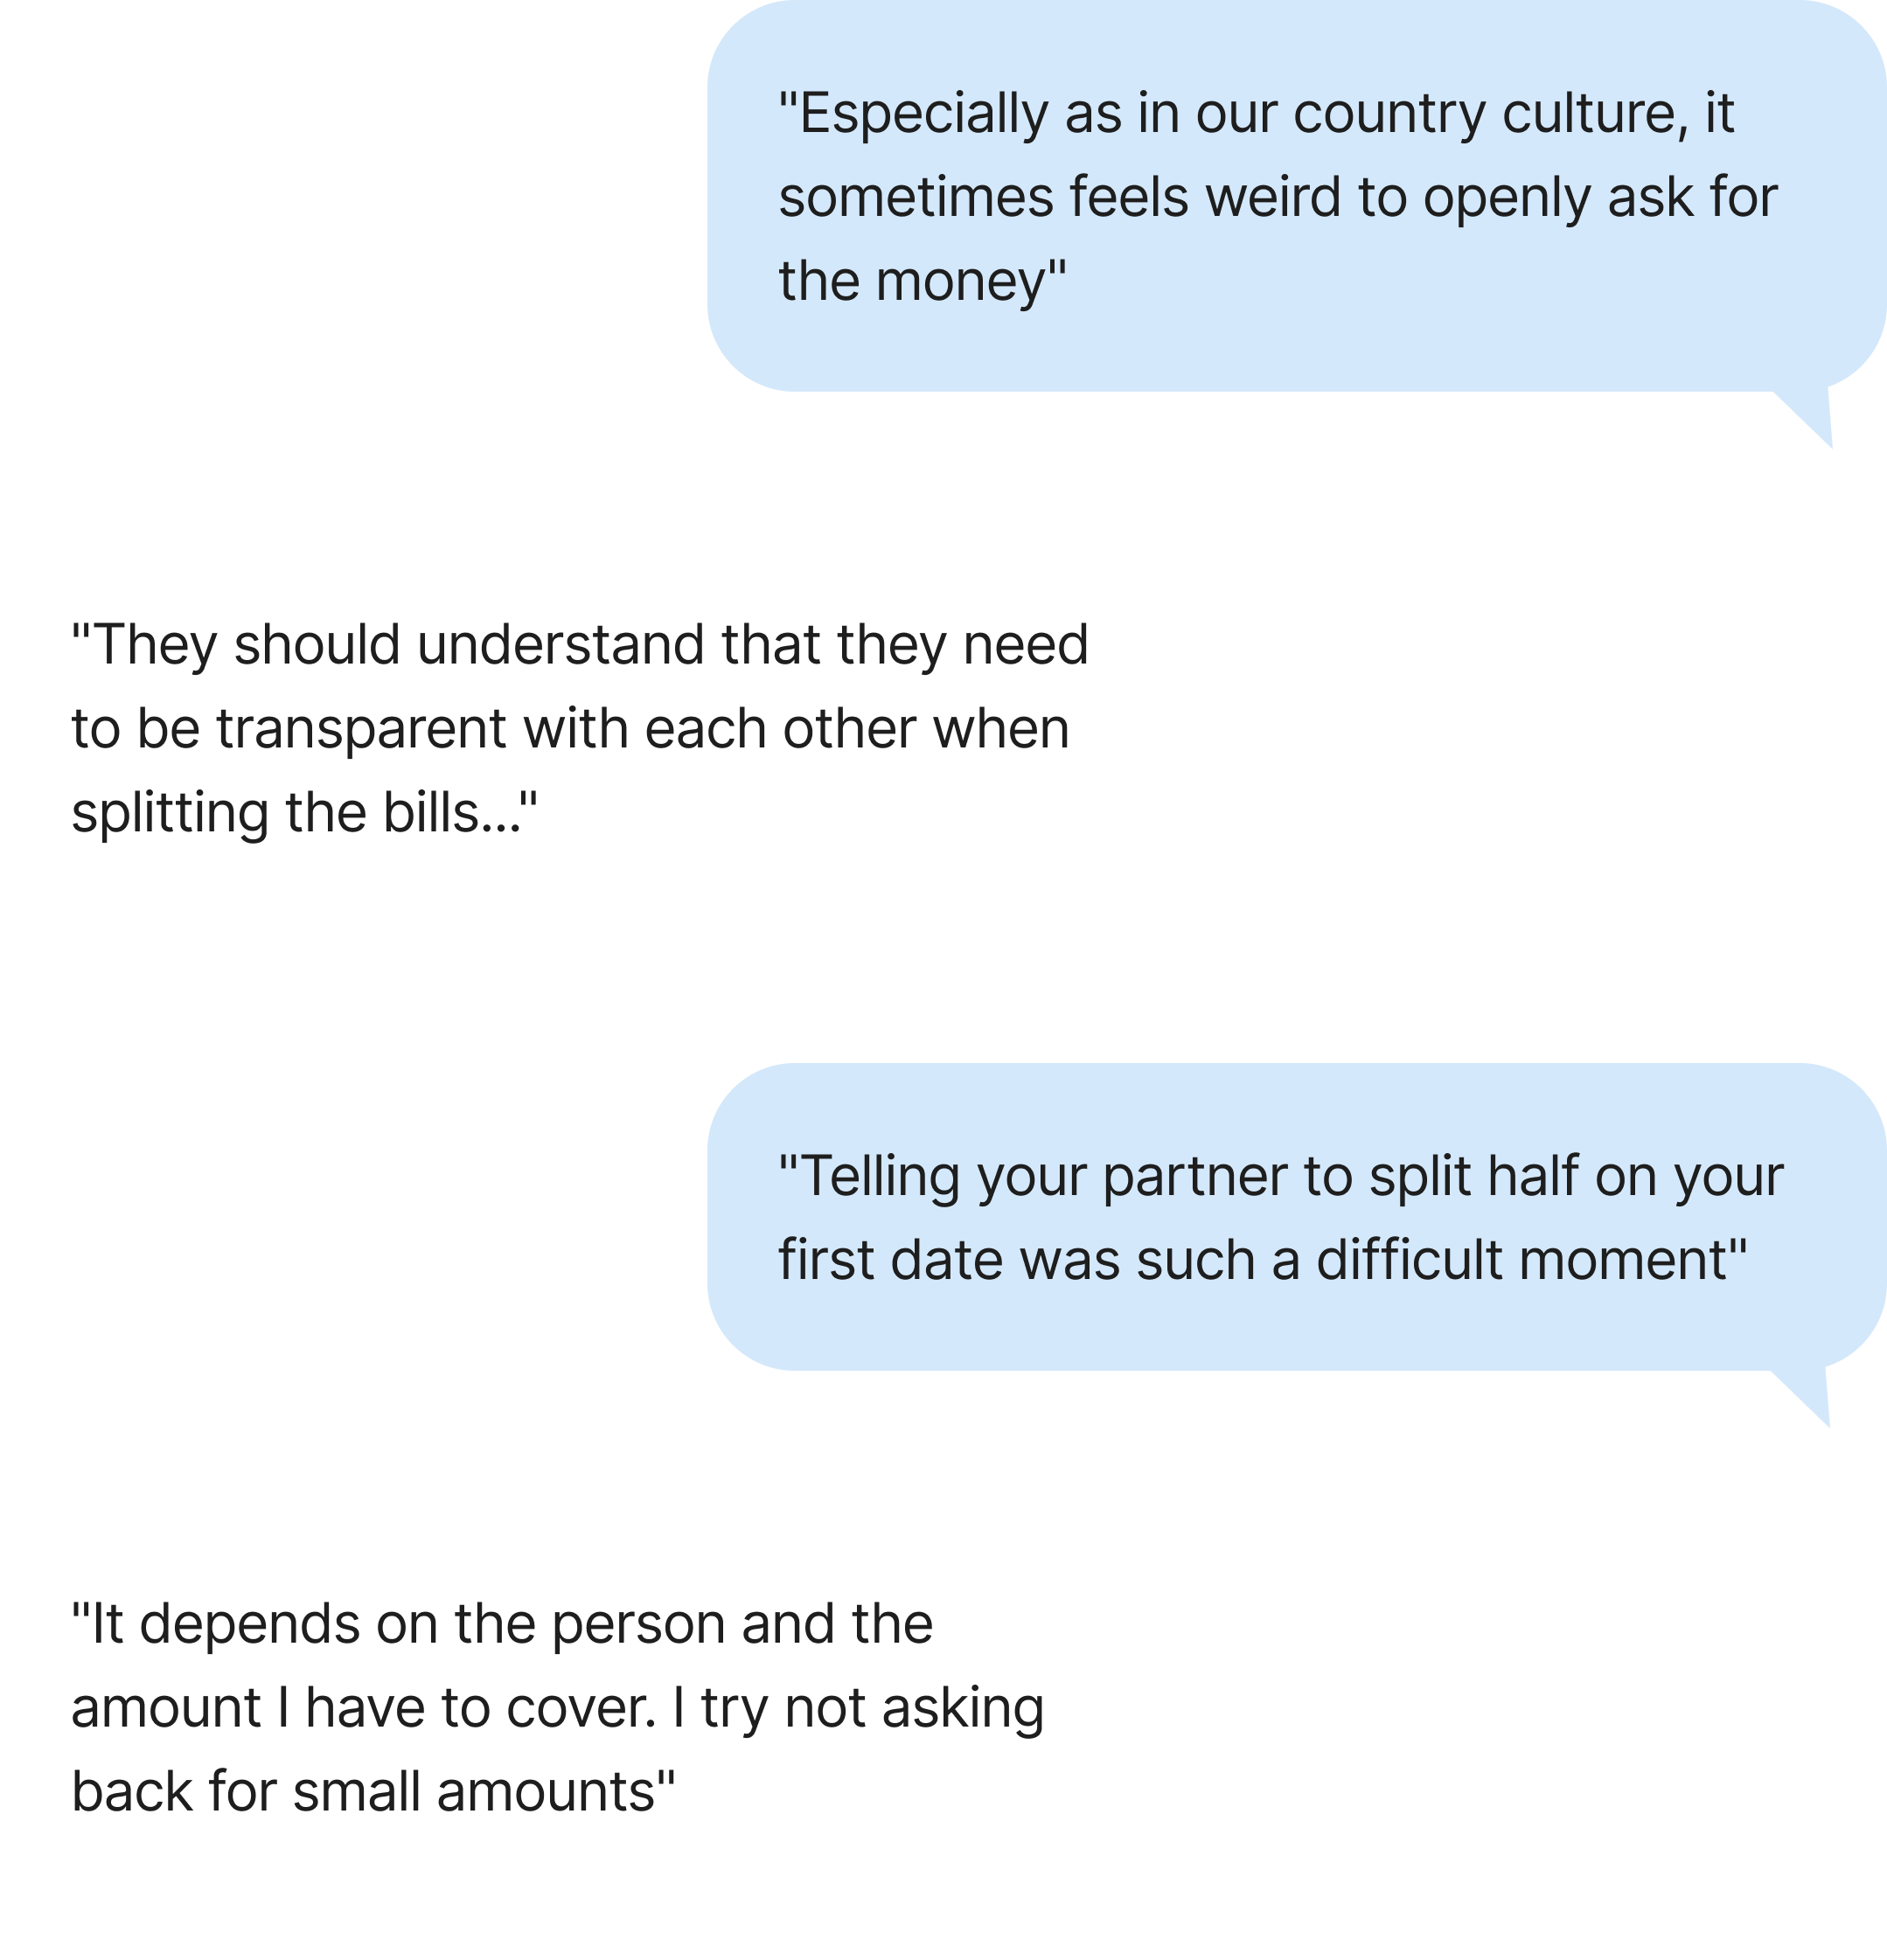 "Especially as in our country culture, it
sometimes feels weird to openly ask for
the money"
"They should understand that they need
to be transparent with each other when
splitting the bills..."
"Telling your partner to split half on your
first date was such a difficult moment"
"It depends on the person and the
amount I have to cover. I try not asking
back for small amounts"